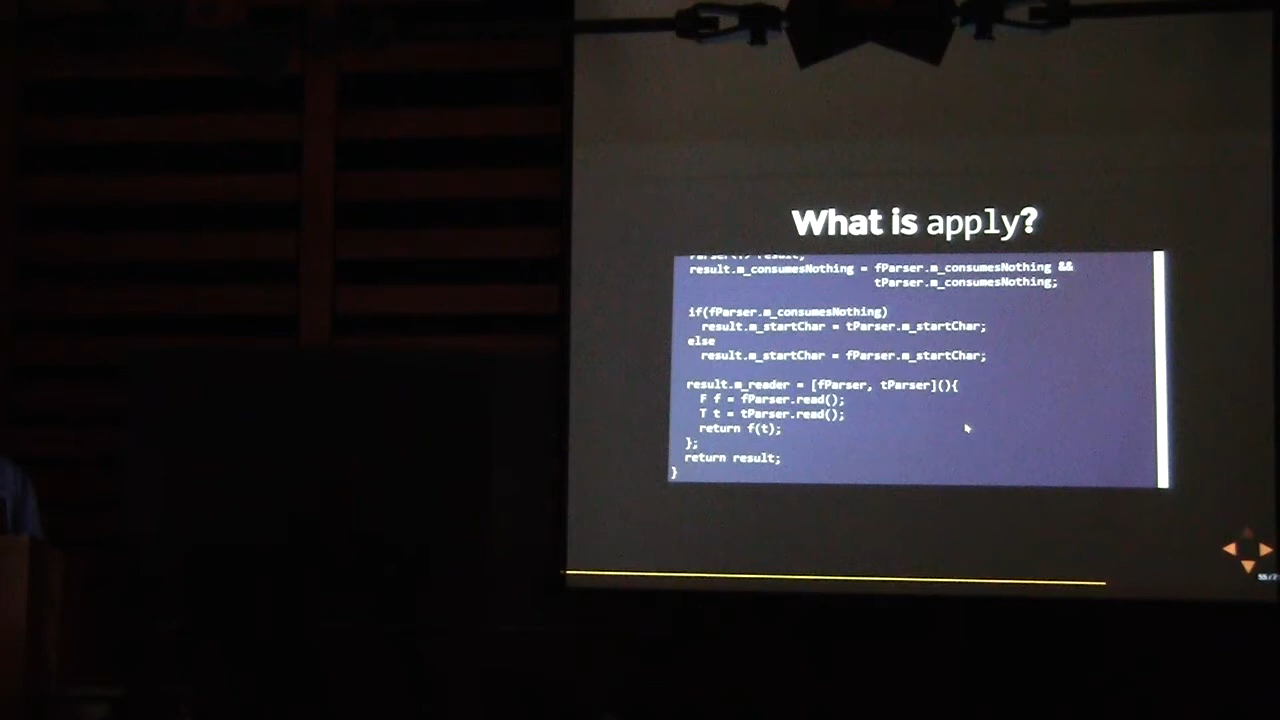 What is apply?
result;
result.m_consumesNothing = fParser.m_consumesNothing &&
tParser.m_consumesNothing;
if(fParser.m_consumesNothing)
result.m_startChar = tParser.m_startChar;
else
result.m_startChar = fParser.m_startChar;
result.m_reader = [fParser, tParser](){
F f = fParser.read();
T t = tParser.read();
return f(t);
};
return result;
}